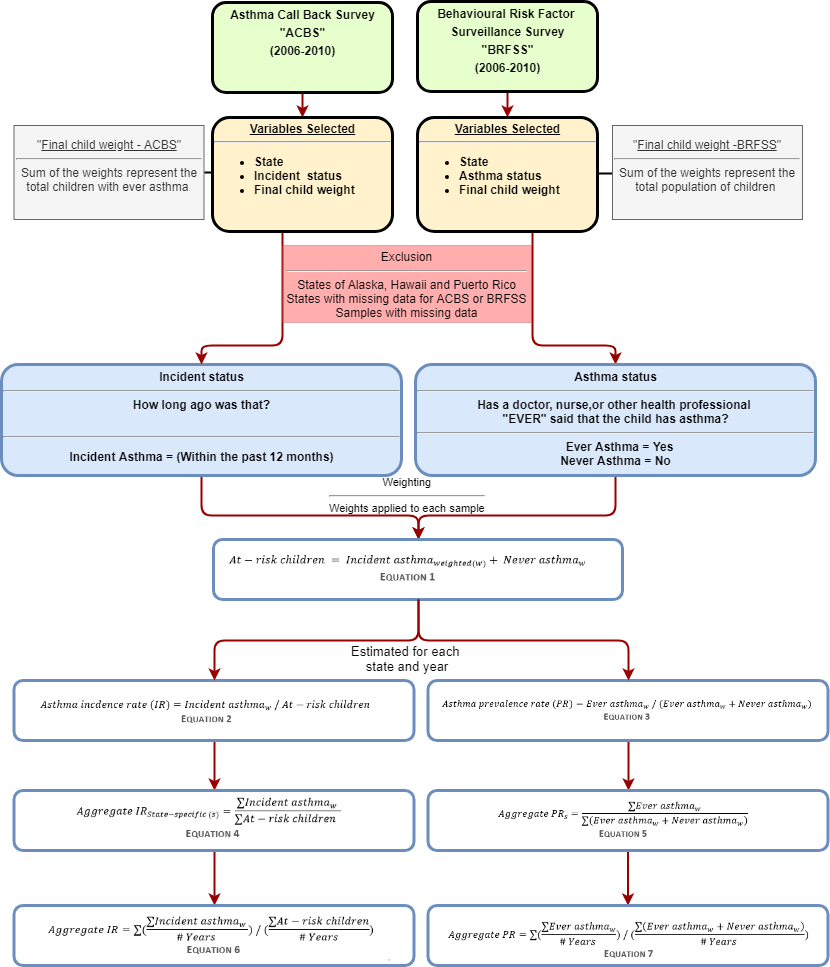 Asthma Call Back Survey
"ACBS"
(2006-2010)
Behavioural Risk Factor
Surveillance Survey
"BRFSS"
(2006-2010)
"Final child weight - ACBS"
Sum of the weights represent the
total children with ever asthma
Variables Selected
• State
• Incident status
• Final child weight
Variables Selected
• State
• Asthma status
• Final child weight
"Final child weight -BRFSS"
Sum of the weights represent the
total population of children
Exclusion
States of Alaska, Hawaii and Puerto Rico
States with missing data for ACBS or BRFSS
Samples with missing data
Incident status
How long ago was that?
Incident Asthma = (Within the past 12 months)
Asthma status
Has a doctor, nurse,or other health professional
"EVER" said that the child has asthma?
Ever Asthma = Yes
Never Asthma = No
Weighting
Weights applied to each sample
At − risk children = Incident asthma_weighted(w) + Never asthma_w
EQUATION 1
Estimated for each
state and year
Asthma incdence rate (IR) = Incident asthma_w / At − risk children
EQUATION 2
Asthma prevalence rate (PR) − Ever asthma_w / (Ever asthma_w + Never asthma_w)
EQUATION 3
Aggregate IR_State−specific (s) = ∑Incident asthma_w / ∑At − risk children
EQUATION 4
Aggregate PR_s = ∑Ever asthma_w / ∑(Ever asthma_w + Never asthma_w)
EQUATION 5
Aggregate IR = ∑(∑Incident asthma_w / # Years) / (∑At − risk children / # Years)
EQUATION 6
Aggregate PR = ∑(∑Ever asthma_w / # Years) / (∑(Ever asthma_w + Never asthma_w) / # Years)
EQUATION 7